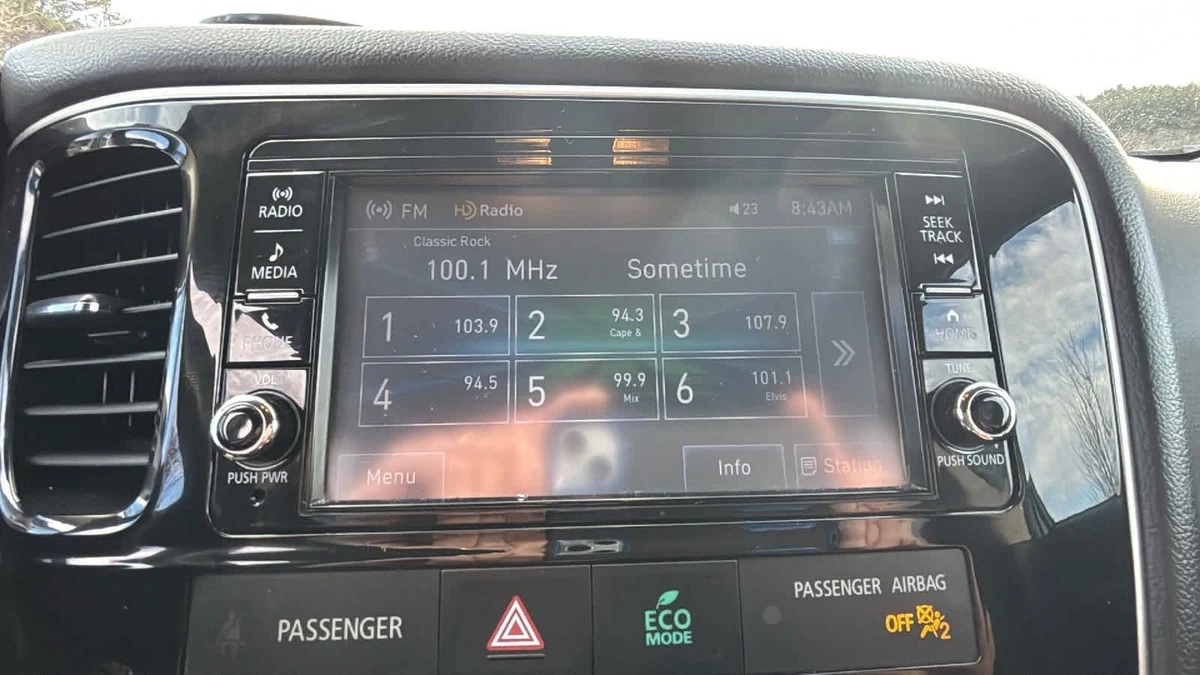 RADIO
MEDIA
PHONE
VOL
PUSH PWR
FM HD Radio 23 8:43AM
Classic Rock
100.1 MHz Sometime
1 103.9
2 94.3
Cape &
3 107.9
4 94.5
5 99.9
Mix
6 101.1
Elvis
Menu Info Station
SEEK
TRACK
HOME
TUNE
PUSH SOUND
PASSENGER
ECO
MODE
PASSENGER AIRBAG
OFF 2